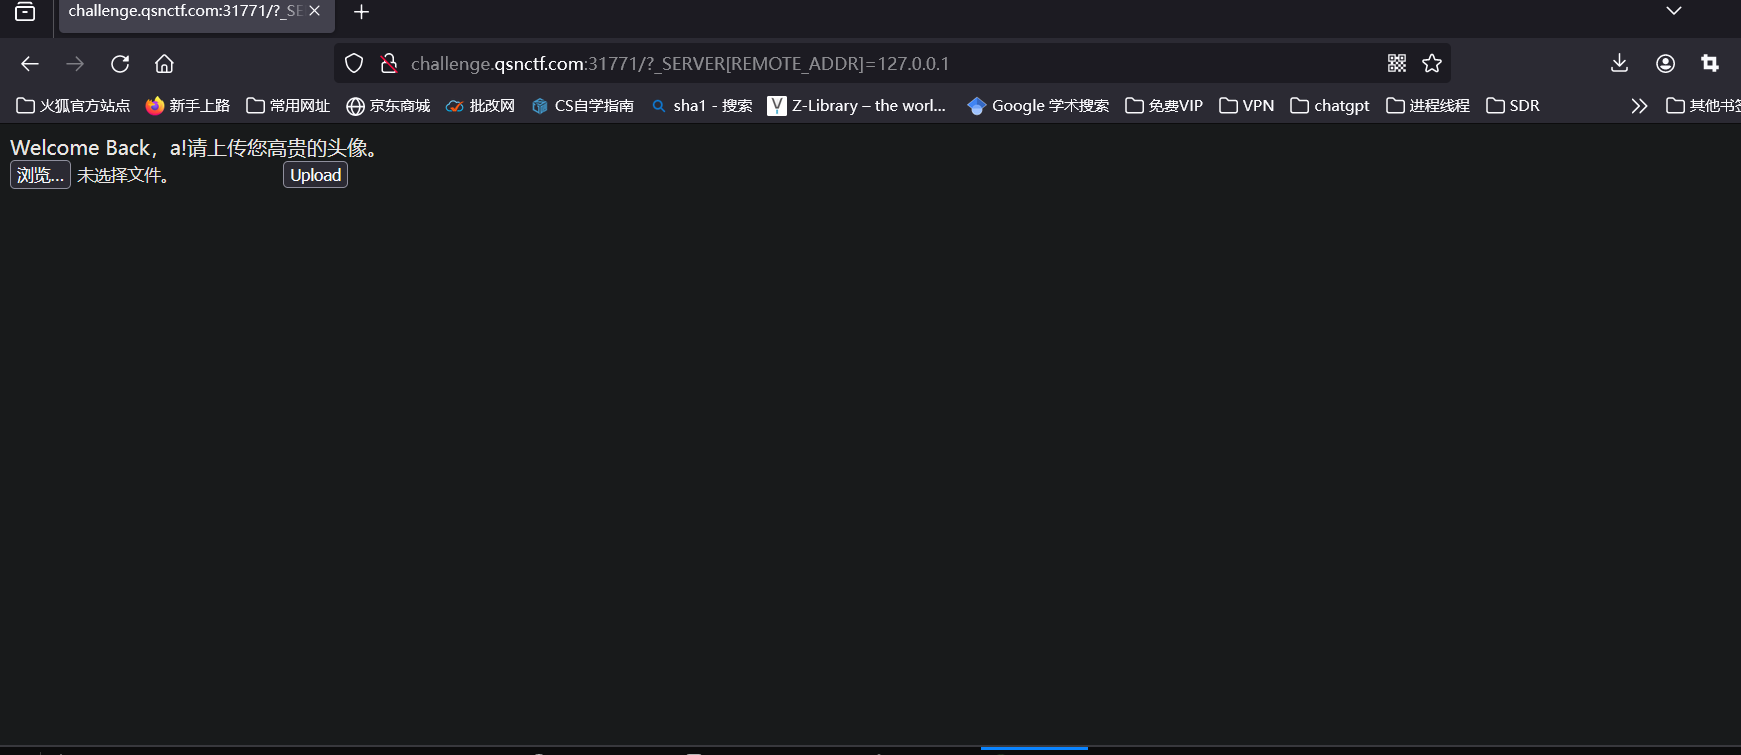 challenge.qsnctf.com:31771/?_SE
challenge.qsnctf.com:31771/?_SERVER[REMOTE_ADDR]=127.0.0.1
火狐官方站点 新手上路 常用网址 京东商城 批改网 CS自学指南 sha1 - 搜索 Z-Library – the worl... Google 学术搜索 免费VIP VPN chatgpt 进程线程 SDR 其他书签
Welcome Back，a!请上传您高贵的头像。
浏览... 未选择文件。 Upload